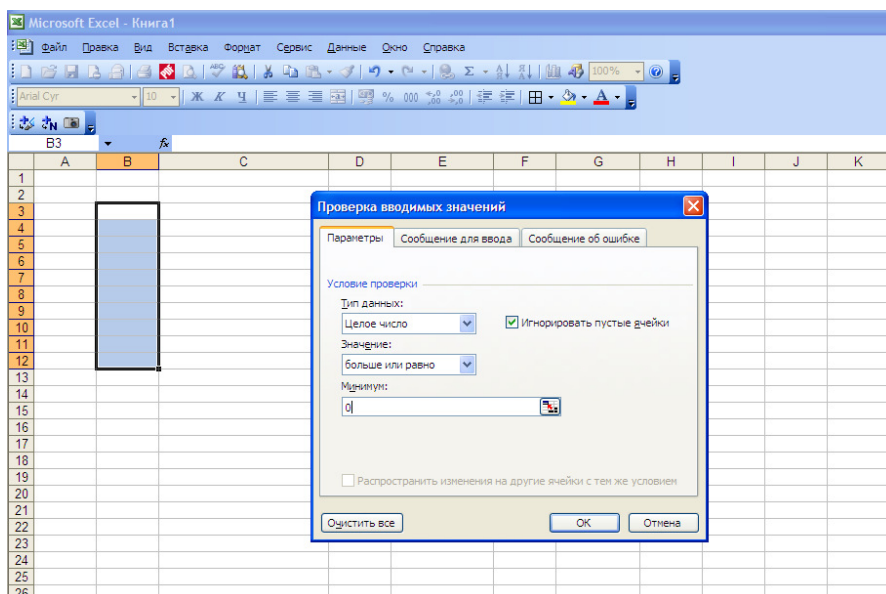 Microsoft Excel - Книга1
Файл Правка Вид Вставка Формат Сервис Данные Окно Справка
100%
Arial Cyr 10 Ж К Ч % 000
B3 fx
A B C D E F G H I J K
1
2
3
4
5
6
7
8
9
10
11
12
13
14
15
16
17
18
19
20
21
22
23
24
25
26
Проверка вводимых значений
Параметры Сообщение для ввода Сообщение об ошибке
Условие проверки
Тип данных:
Целое число Игнорировать пустые ячейки
Значение:
больше или равно
Минимум:
0
Распространить изменения на другие ячейки с тем же условием
Очистить все ОК Отмена